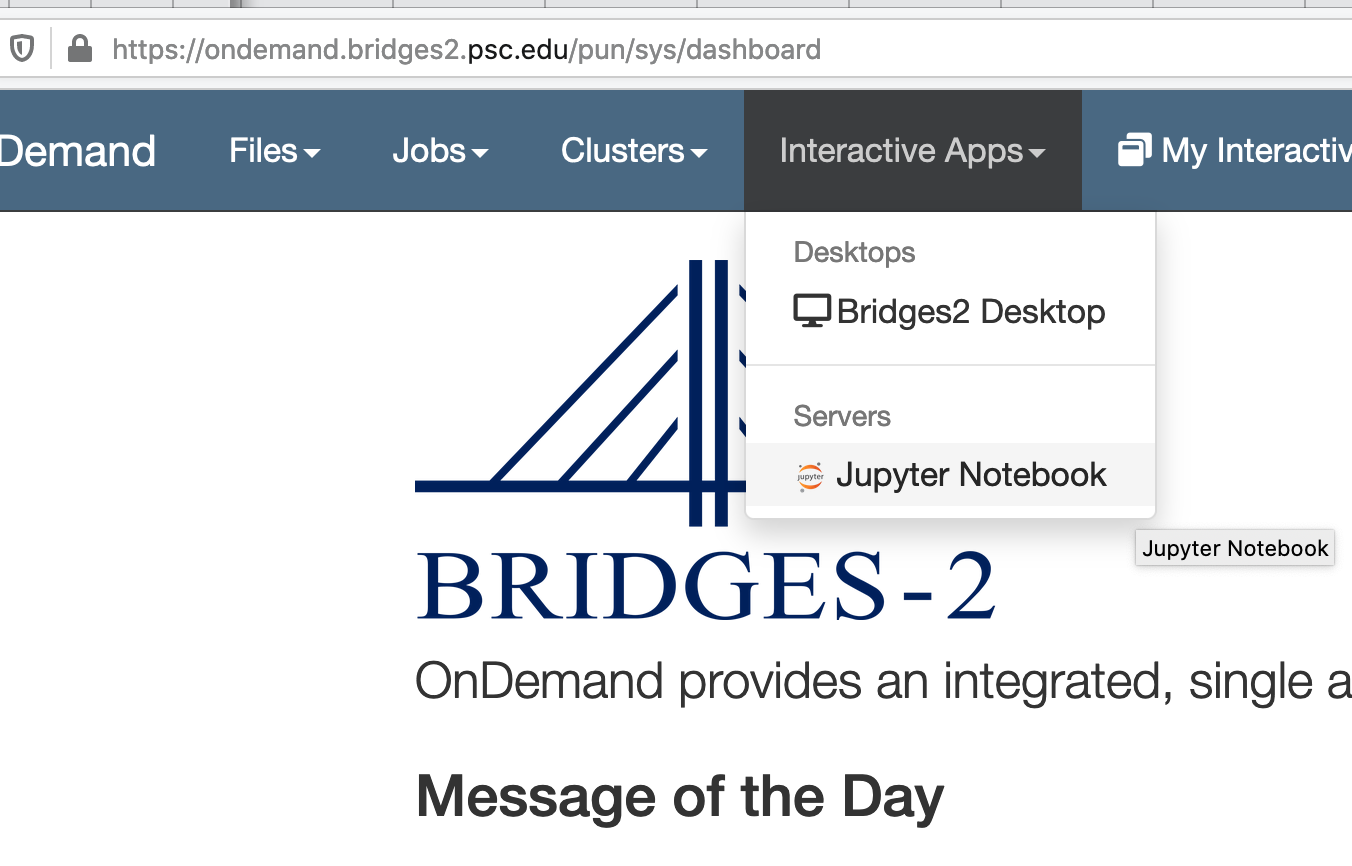 https://ondemand.bridges2.psc.edu/pun/sys/dashboard
Demand Files Jobs Clusters Interactive Apps My Interactiv
Desktops
Bridges2 Desktop
Servers
jupyter Jupyter Notebook
Jupyter Notebook
BRIDGES-2
OnDemand provides an integrated, single a
Message of the Day